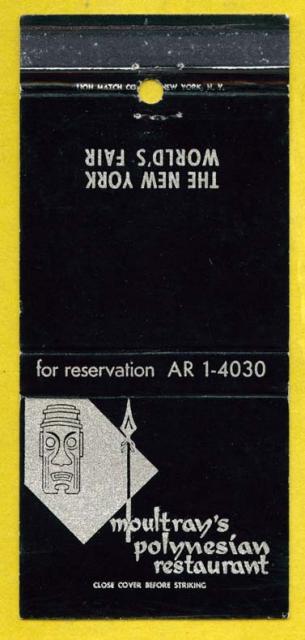 LION MATCH CO. NEW YORK, N. Y.
THE NEW YORK
WORLD'S FAIR
for reservation AR 1-4030
moultray's
polynesian
restaurant
CLOSE COVER BEFORE STRIKING